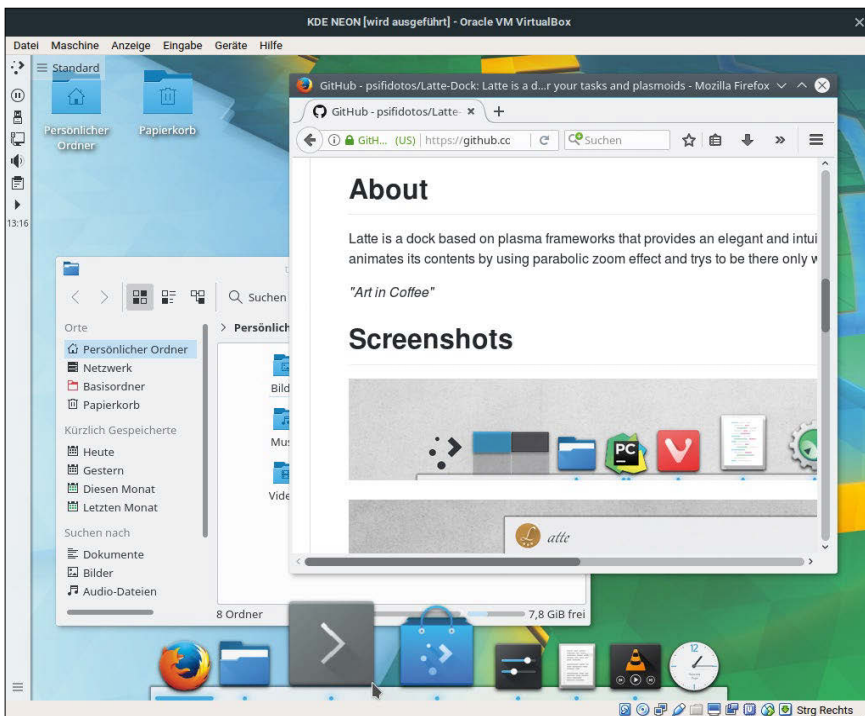 KDE NEON [wird ausgeführt] - Oracle VM VirtualBox
Datei Maschine Anzeige Eingabe Geräte Hilfe
Standard
Persönlicher
Ordner
Papierkorb
13:16
GitHub - psifidotos/Latte-Dock: Latte is a d...r your tasks and plasmoids - Mozilla Firefox
GitHub - psifidotos/Latte-
GitH... (US) https://github.cc
Suchen
About
Latte is a dock based on plasma frameworks that provides an elegant and intui
animates its contents by using parabolic zoom effect and trys to be there only w
"Art in Coffee"
Screenshots
PC
Latte
Suchen
Orte
Persönlicher Ordner
Netzwerk
Basisordner
Papierkorb
Kürzlich Gespeicherte
Heute
Gestern
Diesen Monat
Letzten Monat
Suchen nach
Dokumente
Bilder
Audio-Dateien
Persönlich
Bild
Mus
Vide
8 Ordner
7,8 GiB frei
12
Strg Rechts